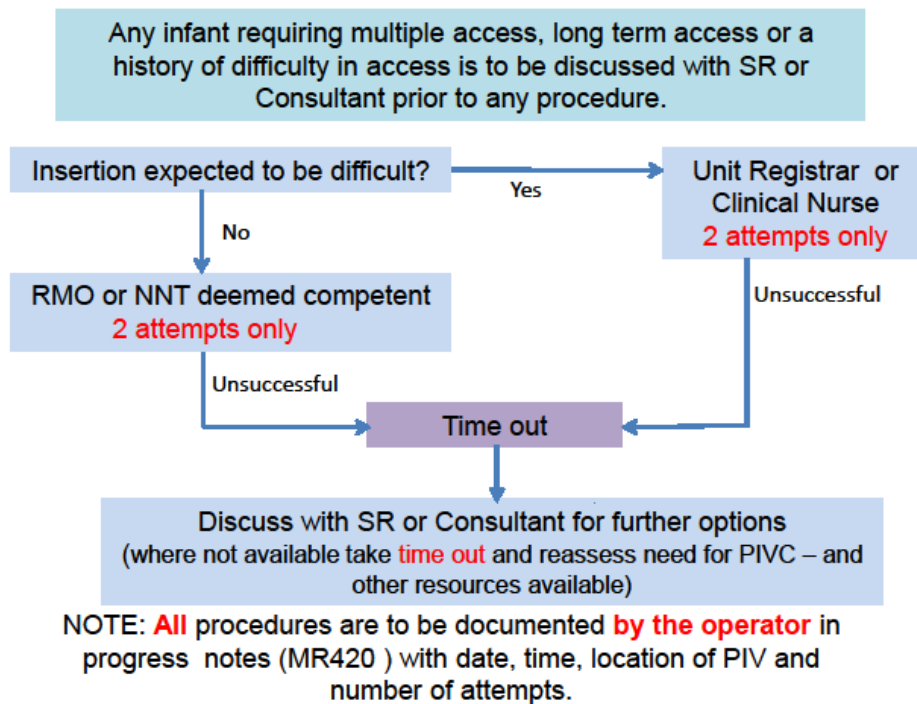 Any infant requiring multiple access, long term access or a
history of difficulty in access is to be discussed with SR or
Consultant prior to any procedure.
Insertion expected to be difficult?
Yes
Unit Registrar or
Clinical Nurse
2 attempts only
No
RMO or NNT deemed competent
2 attempts only
Unsuccessful
Unsuccessful
Time out
Discuss with SR or Consultant for further options
(where not available take time out and reassess need for PIVC – and
other resources available)
NOTE: All procedures are to be documented by the operator in
progress notes (MR420 ) with date, time, location of PIV and
number of attempts.